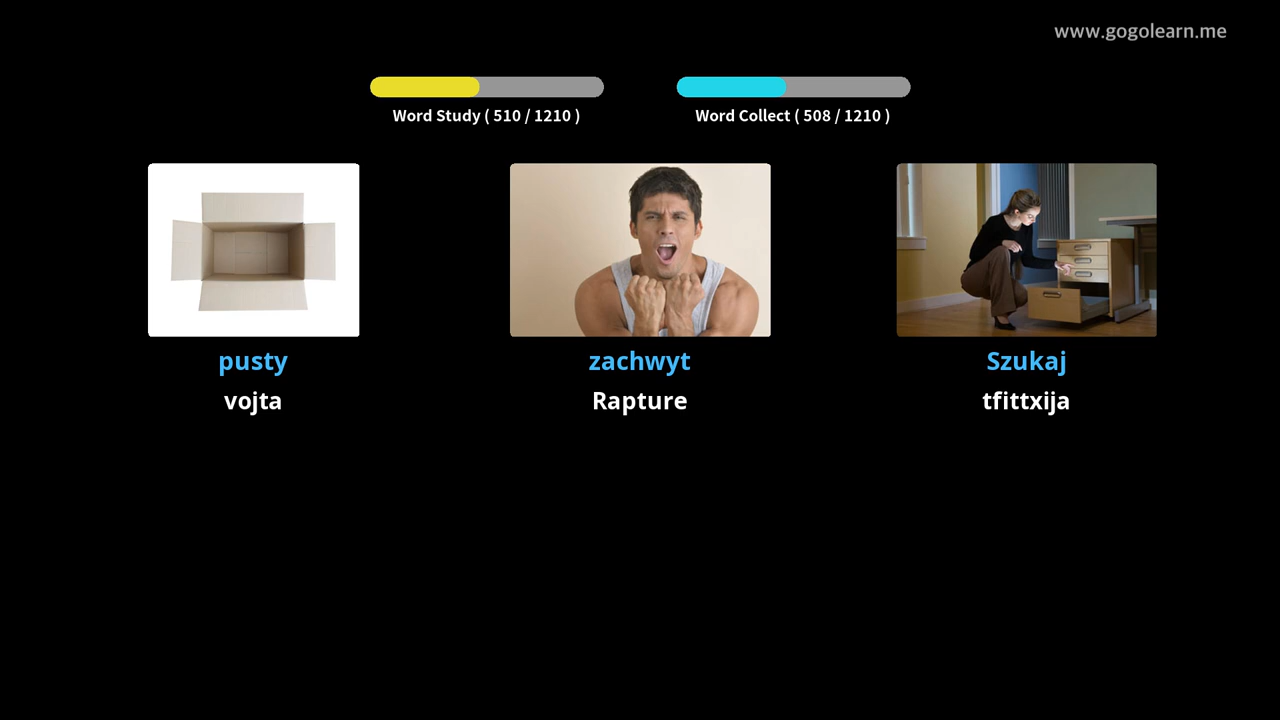 www.gogolearn.me
Word Study ( 510 / 1210 )
Word Collect ( 508 / 1210 )
pusty
zachwyt
Szukaj
vojta
Rapture
tfittxija